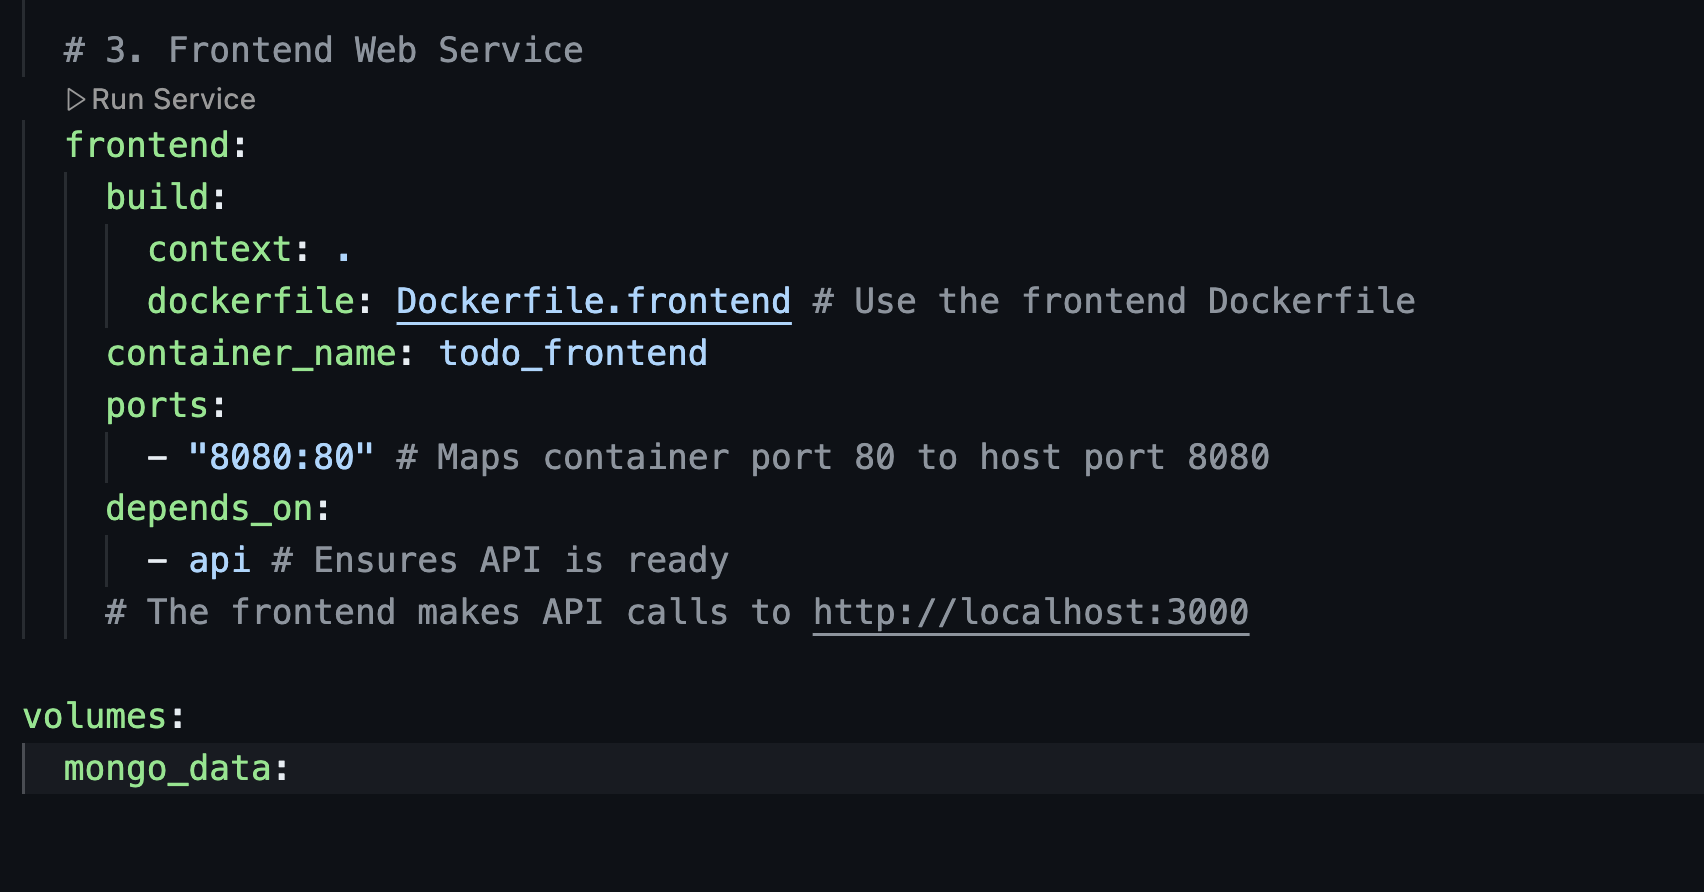 # 3. Frontend Web Service
Run Service
frontend:
build:
context: .
dockerfile: Dockerfile.frontend # Use the frontend Dockerfile
container_name: todo_frontend
ports:
- "8080:80" # Maps container port 80 to host port 8080
depends_on:
- api # Ensures API is ready
# The frontend makes API calls to http://localhost:3000
volumes:
mongo_data: